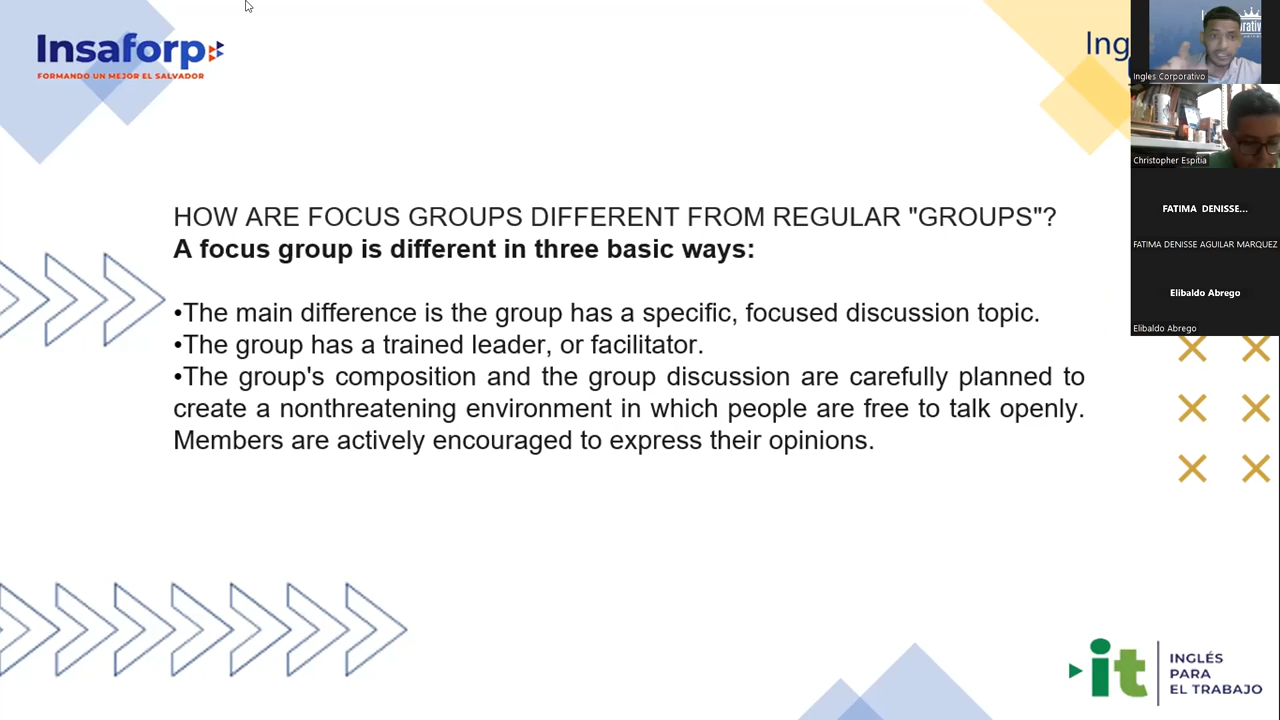 Insaforp
FORMANDO UN MEJOR EL SALVADOR
Ing
Ingles Corporativo
Christopher Espitia
FATIMA DENISSE...
FATIMA DENISSE AGUILAR MARQUEZ
Elibaldo Abrego
Elibaldo Abrego
HOW ARE FOCUS GROUPS DIFFERENT FROM REGULAR "GROUPS"?
A focus group is different in three basic ways:
•The main difference is the group has a specific, focused discussion topic.
•The group has a trained leader, or facilitator.
•The group's composition and the group discussion are carefully planned to
create a nonthreatening environment in which people are free to talk openly.
Members are actively encouraged to express their opinions.
it
INGLÉS
PARA
EL TRABAJO